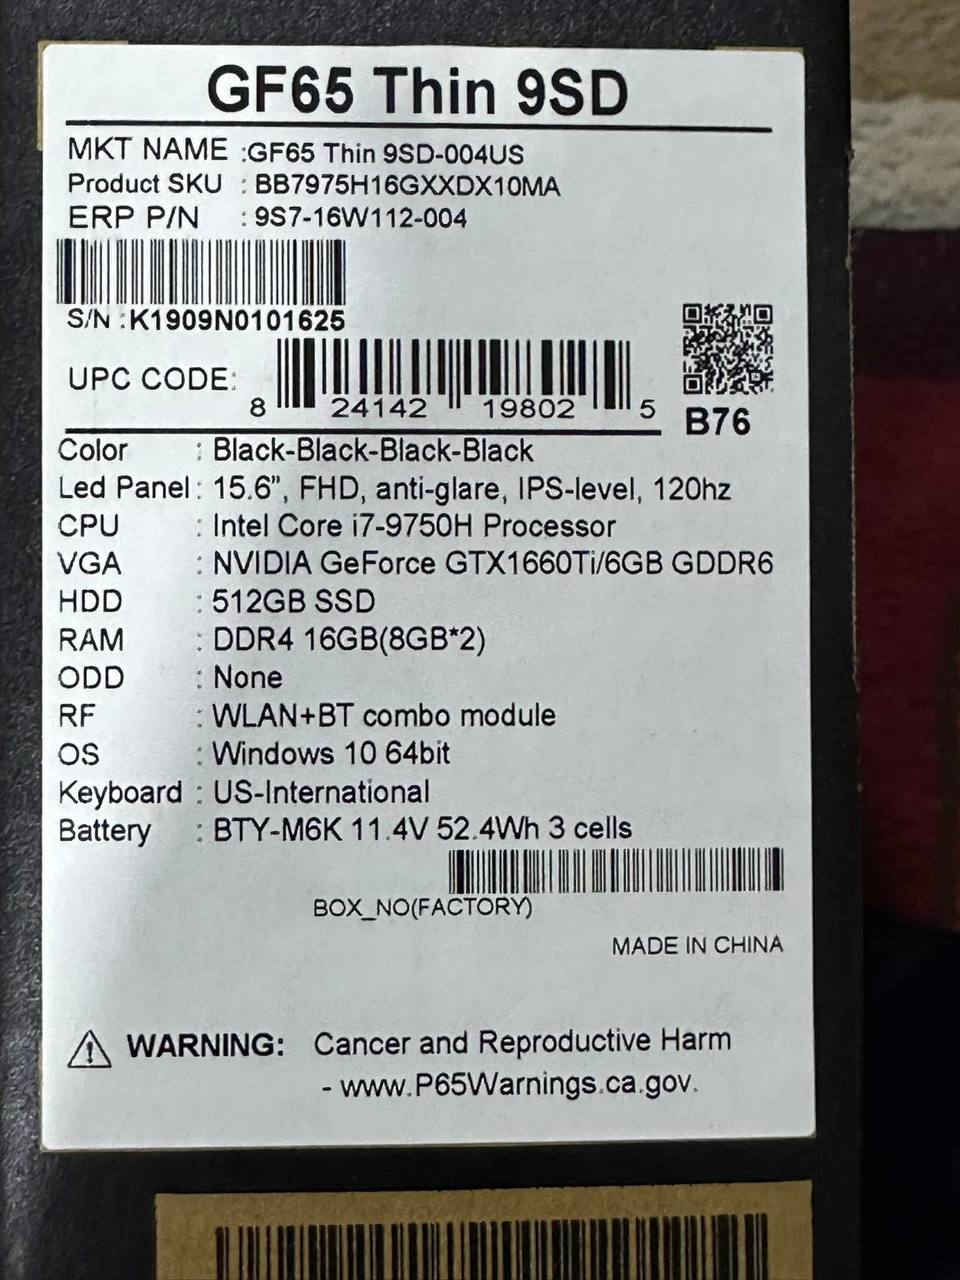 GF65 Thin 9SD
MKT NAME :GF65 Thin 9SD-004US
Product SKU : BB7975H16GXXDX10MA
ERP P/N : 9S7-16W112-004
S/N :K1909N0101625
UPC CODE: 8 24142 19802 5
B76
Color : Black-Black-Black-Black
Led Panel : 15.6”, FHD, anti-glare, IPS-level, 120hz
CPU : Intel Core i7-9750H Processor
VGA : NVIDIA GeForce GTX1660Ti/6GB GDDR6
HDD : 512GB SSD
RAM : DDR4 16GB(8GB*2)
ODD : None
RF : WLAN+BT combo module
OS : Windows 10 64bit
Keyboard : US-International
Battery : BTY-M6K 11.4V 52.4Wh 3 cells
BOX_NO(FACTORY)
MADE IN CHINA
WARNING: Cancer and Reproductive Harm
- www.P65Warnings.ca.gov.